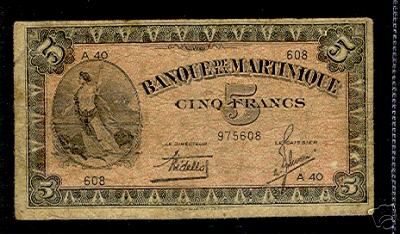 5 5
A 40 608
BANQUE DE LA MARTINIQUE
5
CINQ FRANCS
975608
LE DIRECTEUR LE CAISSIER
608 A 40
5 5